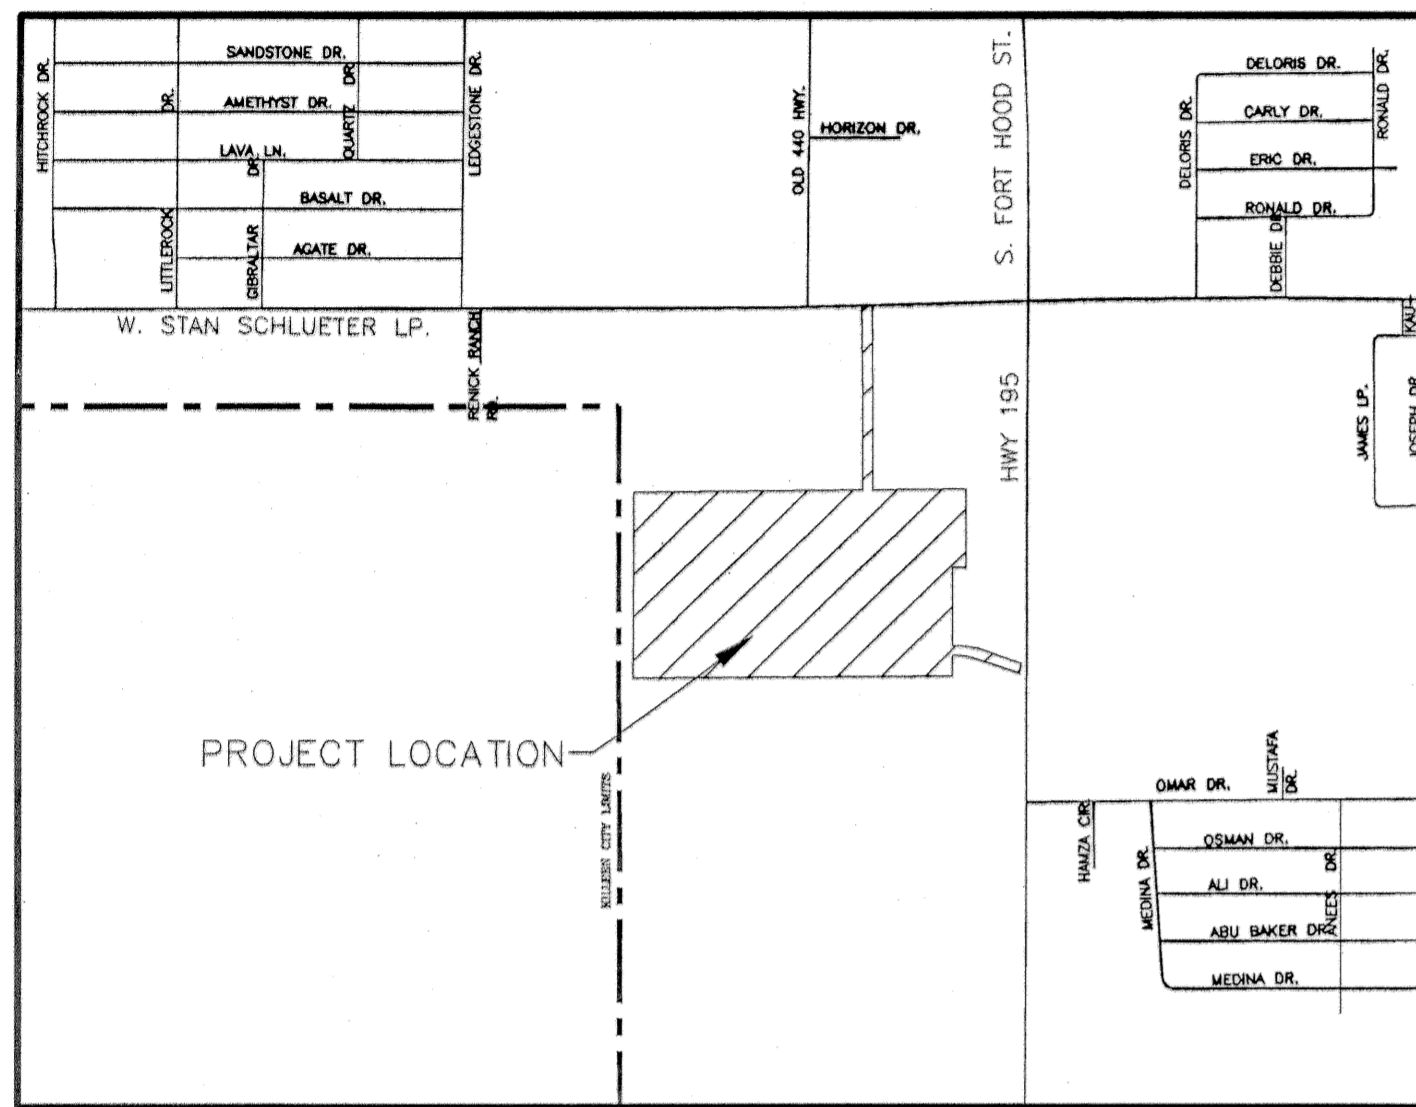 SANDSTONE DR.
AMETHYST DR.
LAVA LN.
BASALT DR.
AGATE DR.
HITCHROCK DR.
LITTLEROCK DR.
GIBRALTAR DR.
QUARTZ DR.
LEDGESTONE DR.
W. STAN SCHLUETER LP.
RENICK RANCH
RD.
OLD 440 HWY.
HORIZON DR.
S. FORT HOOD ST.
HWY 195
DELORIS DR.
DELORIS DR.
CARLY DR.
ERIC DR.
RONALD DR.
RONALD DR.
DEBBIE DR
KAU
JAMES LP.
JOSEPH DR
PROJECT LOCATION
KILLEEN CITY LIMITS
OMAR DR.
MUSTAFA
DR.
HAMZA CIR.
MEDINA DR.
OSMAN DR.
ALI DR.
ABU BAKER DR.
ANEES DR.
MEDINA DR.